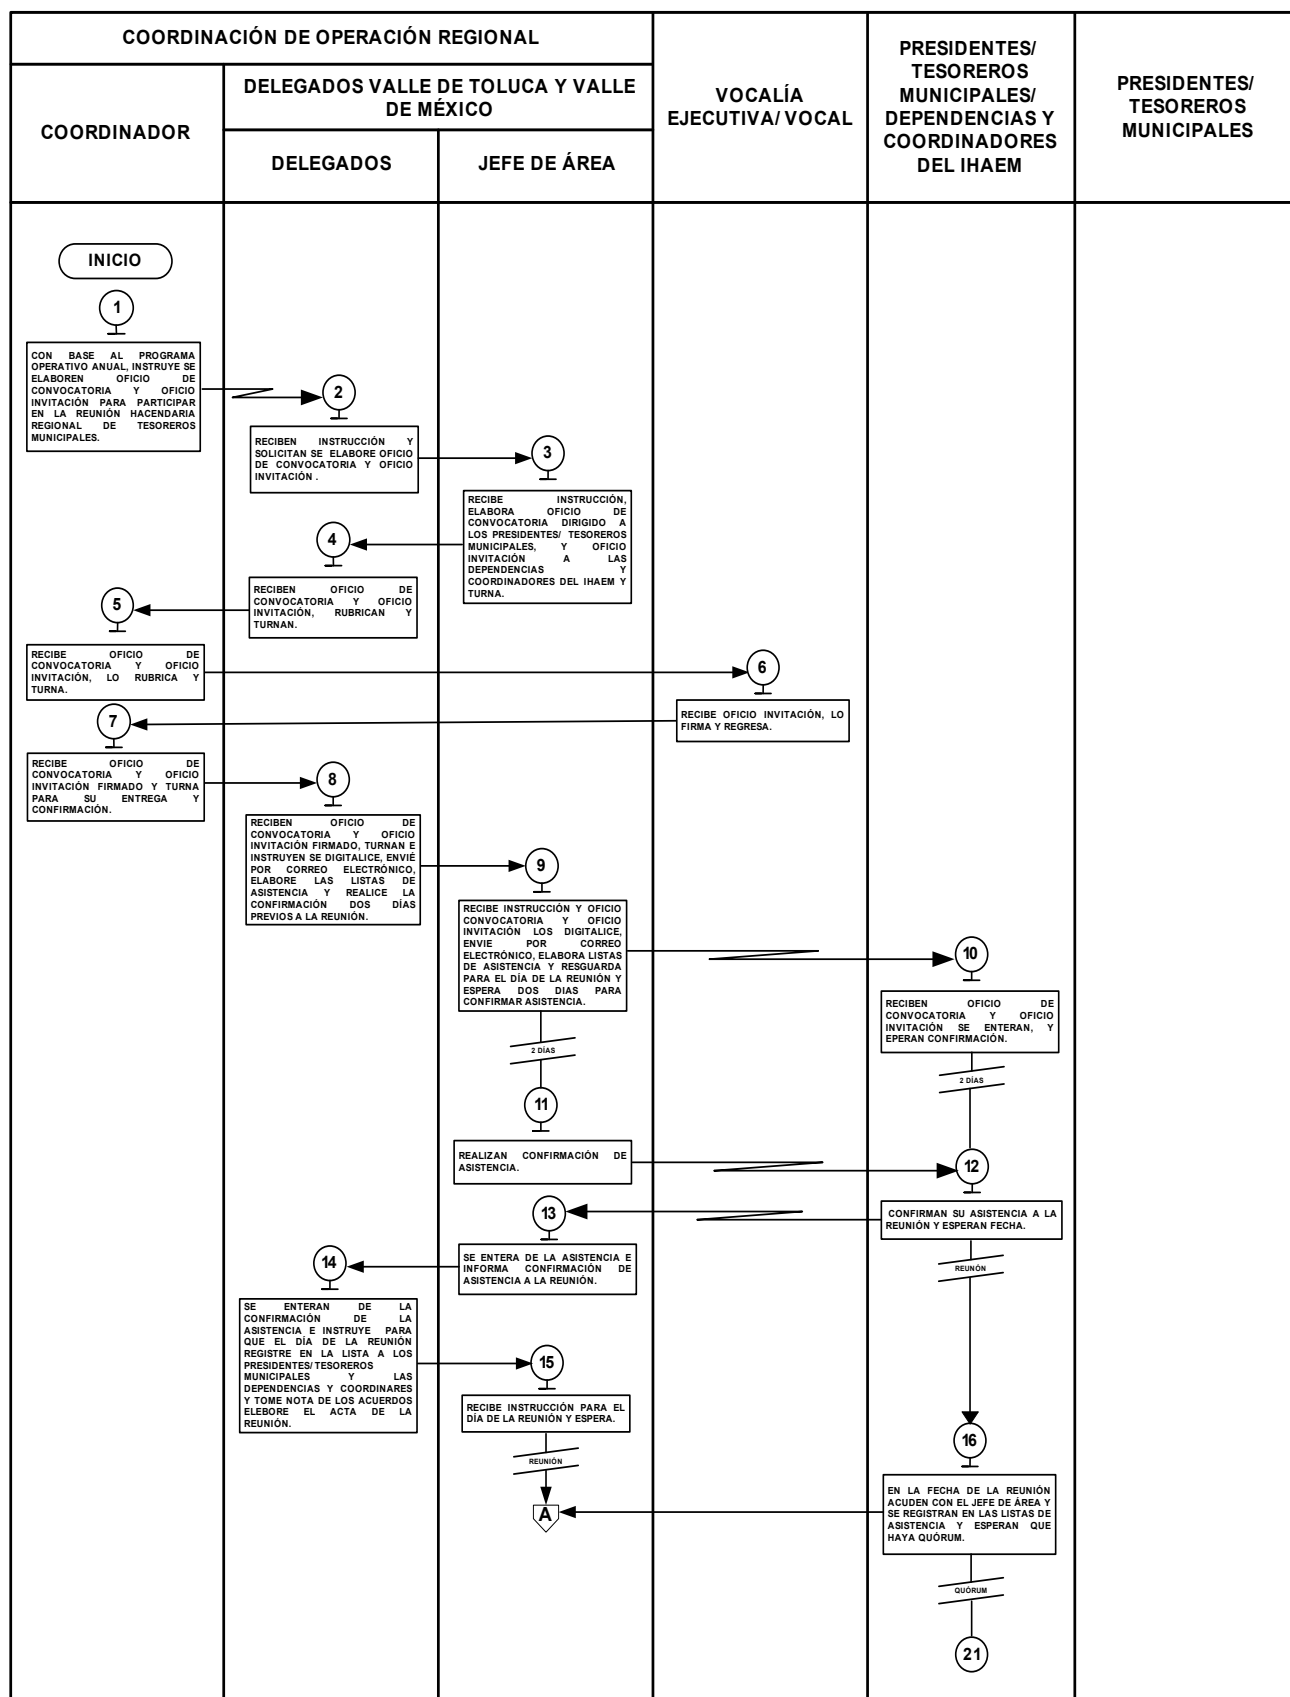 COORDINACIÓN DE OPERACIÓN REGIONAL
COORDINADOR
DELEGADOS VALLE DE TOLUCA Y VALLE
DE MÉXICO
DELEGADOS
JEFE DE ÁREA
VOCALÍA
EJECUTIVA/ VOCAL
PRESIDENTES/
TESOREROS
MUNICIPALES/
DEPENDENCIAS Y
COORDINADORES
DEL IHAEM
PRESIDENTES/
TESOREROS
MUNICIPALES
INICIO
1
CON BASE AL PROGRAMA
OPERATIVO ANUAL, INSTRUYE SE
ELABOREN OFICIO DE
CONVOCATORIA Y OFICIO
INVITACIÓN PARA PARTICIPAR
EN LA REUNIÓN HACENDARIA
REGIONAL DE TESOREROS
MUNICIPALES.
2
RECIBEN INSTRUCCIÓN Y
SOLICITAN SE ELABORE OFICIO
DE CONVOCATORIA Y OFICIO
INVITACIÓN .
3
RECIBE INSTRUCCIÓN,
ELABORA OFICIO DE
CONVOCATORIA DIRIGIDO A
LOS PRESIDENTES/ TESOREROS
MUNICIPALES, Y OFICIO
INVITACIÓN A LAS
DEPENDENCIAS Y
COORDINADORES DEL IHAEM Y
TURNA.
4
RECIBEN OFICIO DE
CONVOCATORIA Y OFICIO
INVITACIÓN, RUBRICAN Y
TURNAN.
5
RECIBE OFICIO DE
CONVOCATORIA Y OFICIO
INVITACIÓN, LO RUBRICA Y
TURNA.
6
RECIBE OFICIO INVITACIÓN, LO
FIRMA Y REGRESA.
7
RECIBE OFICIO DE
CONVOCATORIA Y OFICIO
INVITACIÓN FIRMADO Y TURNA
PARA SU ENTREGA Y
CONFIRMACIÓN.
8
RECIBEN OFICIO DE
CONVOCATORIA Y OFICIO
INVITACIÓN FIRMADO, TURNAN E
INSTRUYEN SE DIGITALICE, ENVIÉ
POR CORREO ELECTRÓNICO,
ELABORE LAS LISTAS DE
ASISTENCIA Y REALICE LA
CONFIRMACIÓN DOS DÍAS
PREVIOS A LA REUNIÓN.
9
RECIBE INSTRUCCIÓN Y OFICIO
CONVOCATORIA Y OFICIO
INVITACIÓN LOS DIGITALICE,
ENVIE POR CORREO
ELECTRÓNICO, ELABORA LISTAS
DE ASISTENCIA Y RESGUARDA
PARA EL DÍA DE LA REUNIÓN Y
ESPERA DOS DIAS PARA
CONFIRMAR ASISTENCIA.
10
RECIBEN OFICIO DE
CONVOCATORIA Y OFICIO
INVITACIÓN SE ENTERAN, Y
EPERAN CONFIRMACIÓN.
2 DÍAS
2 DÍAS
11
REALIZAN CONFIRMACIÓN DE
ASISTENCIA.
12
CONFIRMAN SU ASISTENCIA A LA
REUNIÓN Y ESPERAN FECHA.
13
SE ENTERA DE LA ASISTENCIA E
INFORMA CONFIRMACIÓN DE
ASISTENCIA A LA REUNIÓN.
REUNIÓN
14
SE ENTERAN DE LA
CONFIRMACIÓN DE LA
ASISTENCIA E INSTRUYE PARA
QUE EL DÍA DE LA REUNIÓN
REGISTRE EN LA LISTA A LOS
PRESIDENTES/ TESOREROS
MUNICIPALES Y LAS
DEPENDENCIAS Y COORDINARES
Y TOME NOTA DE LOS ACUERDOS
ELEBORE EL ACTA DE LA
REUNIÓN.
15
RECIBE INSTRUCCIÓN PARA EL
DÍA DE LA REUNIÓN Y ESPERA.
REUNIÓN
A
16
EN LA FECHA DE LA REUNIÓN
ACUDEN CON EL JEFE DE ÁREA Y
SE REGISTRAN EN LAS LISTAS DE
ASISTENCIA Y ESPERAN QUE
HAYA QUÓRUM.
QUÓRUM
21